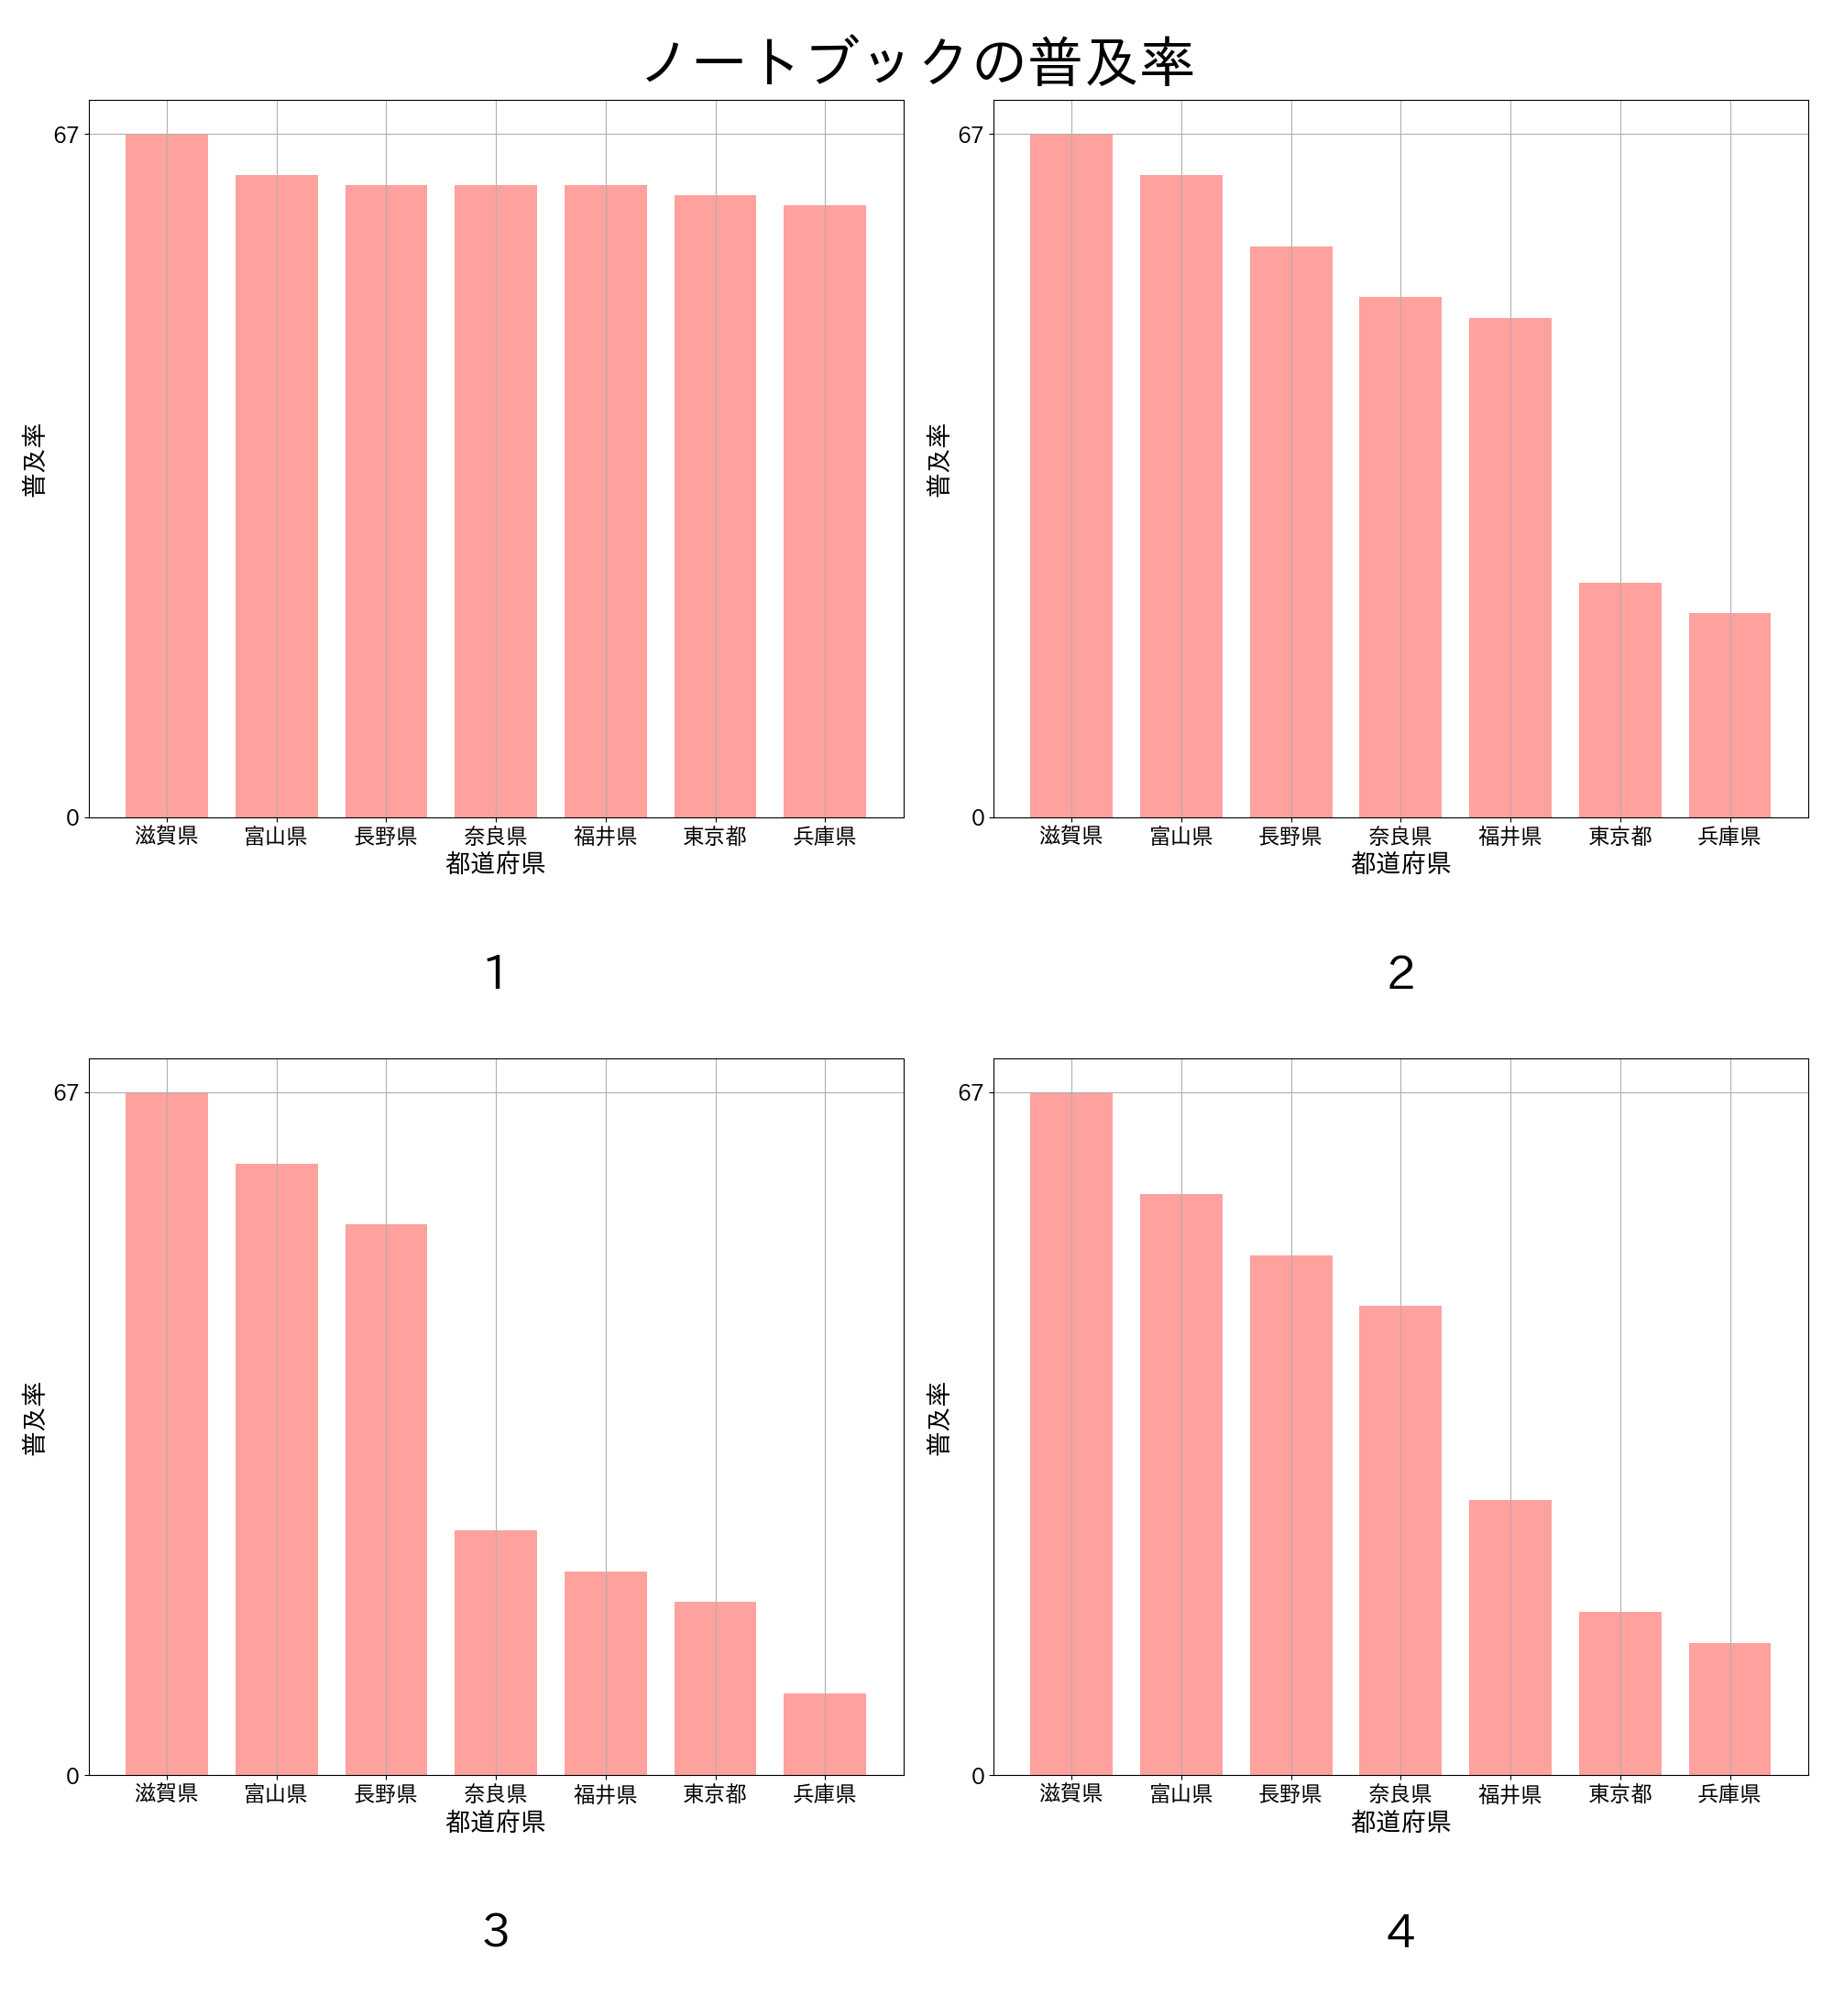 ノートブックの普及率
67
0
普及率
滋賀県 富山県 長野県 奈良県 福井県 東京都 兵庫県
都道府県
1
67
0
普及率
滋賀県 富山県 長野県 奈良県 福井県 東京都 兵庫県
都道府県
2
67
0
普及率
滋賀県 富山県 長野県 奈良県 福井県 東京都 兵庫県
都道府県
3
67
0
普及率
滋賀県 富山県 長野県 奈良県 福井県 東京都 兵庫県
都道府県
4